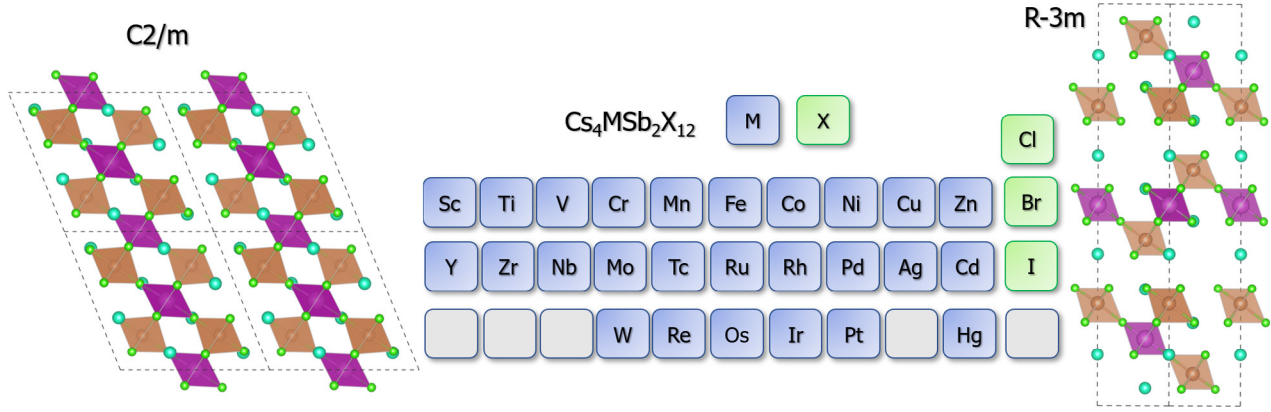 C2/m
R-3m
Cs₄MSb₂X₁₂ M X
Cl
Sc Ti V Cr Mn Fe Co Ni Cu Zn Br
Y Zr Nb Mo Tc Ru Rh Pd Ag Cd I
W Re Os Ir Pt Hg